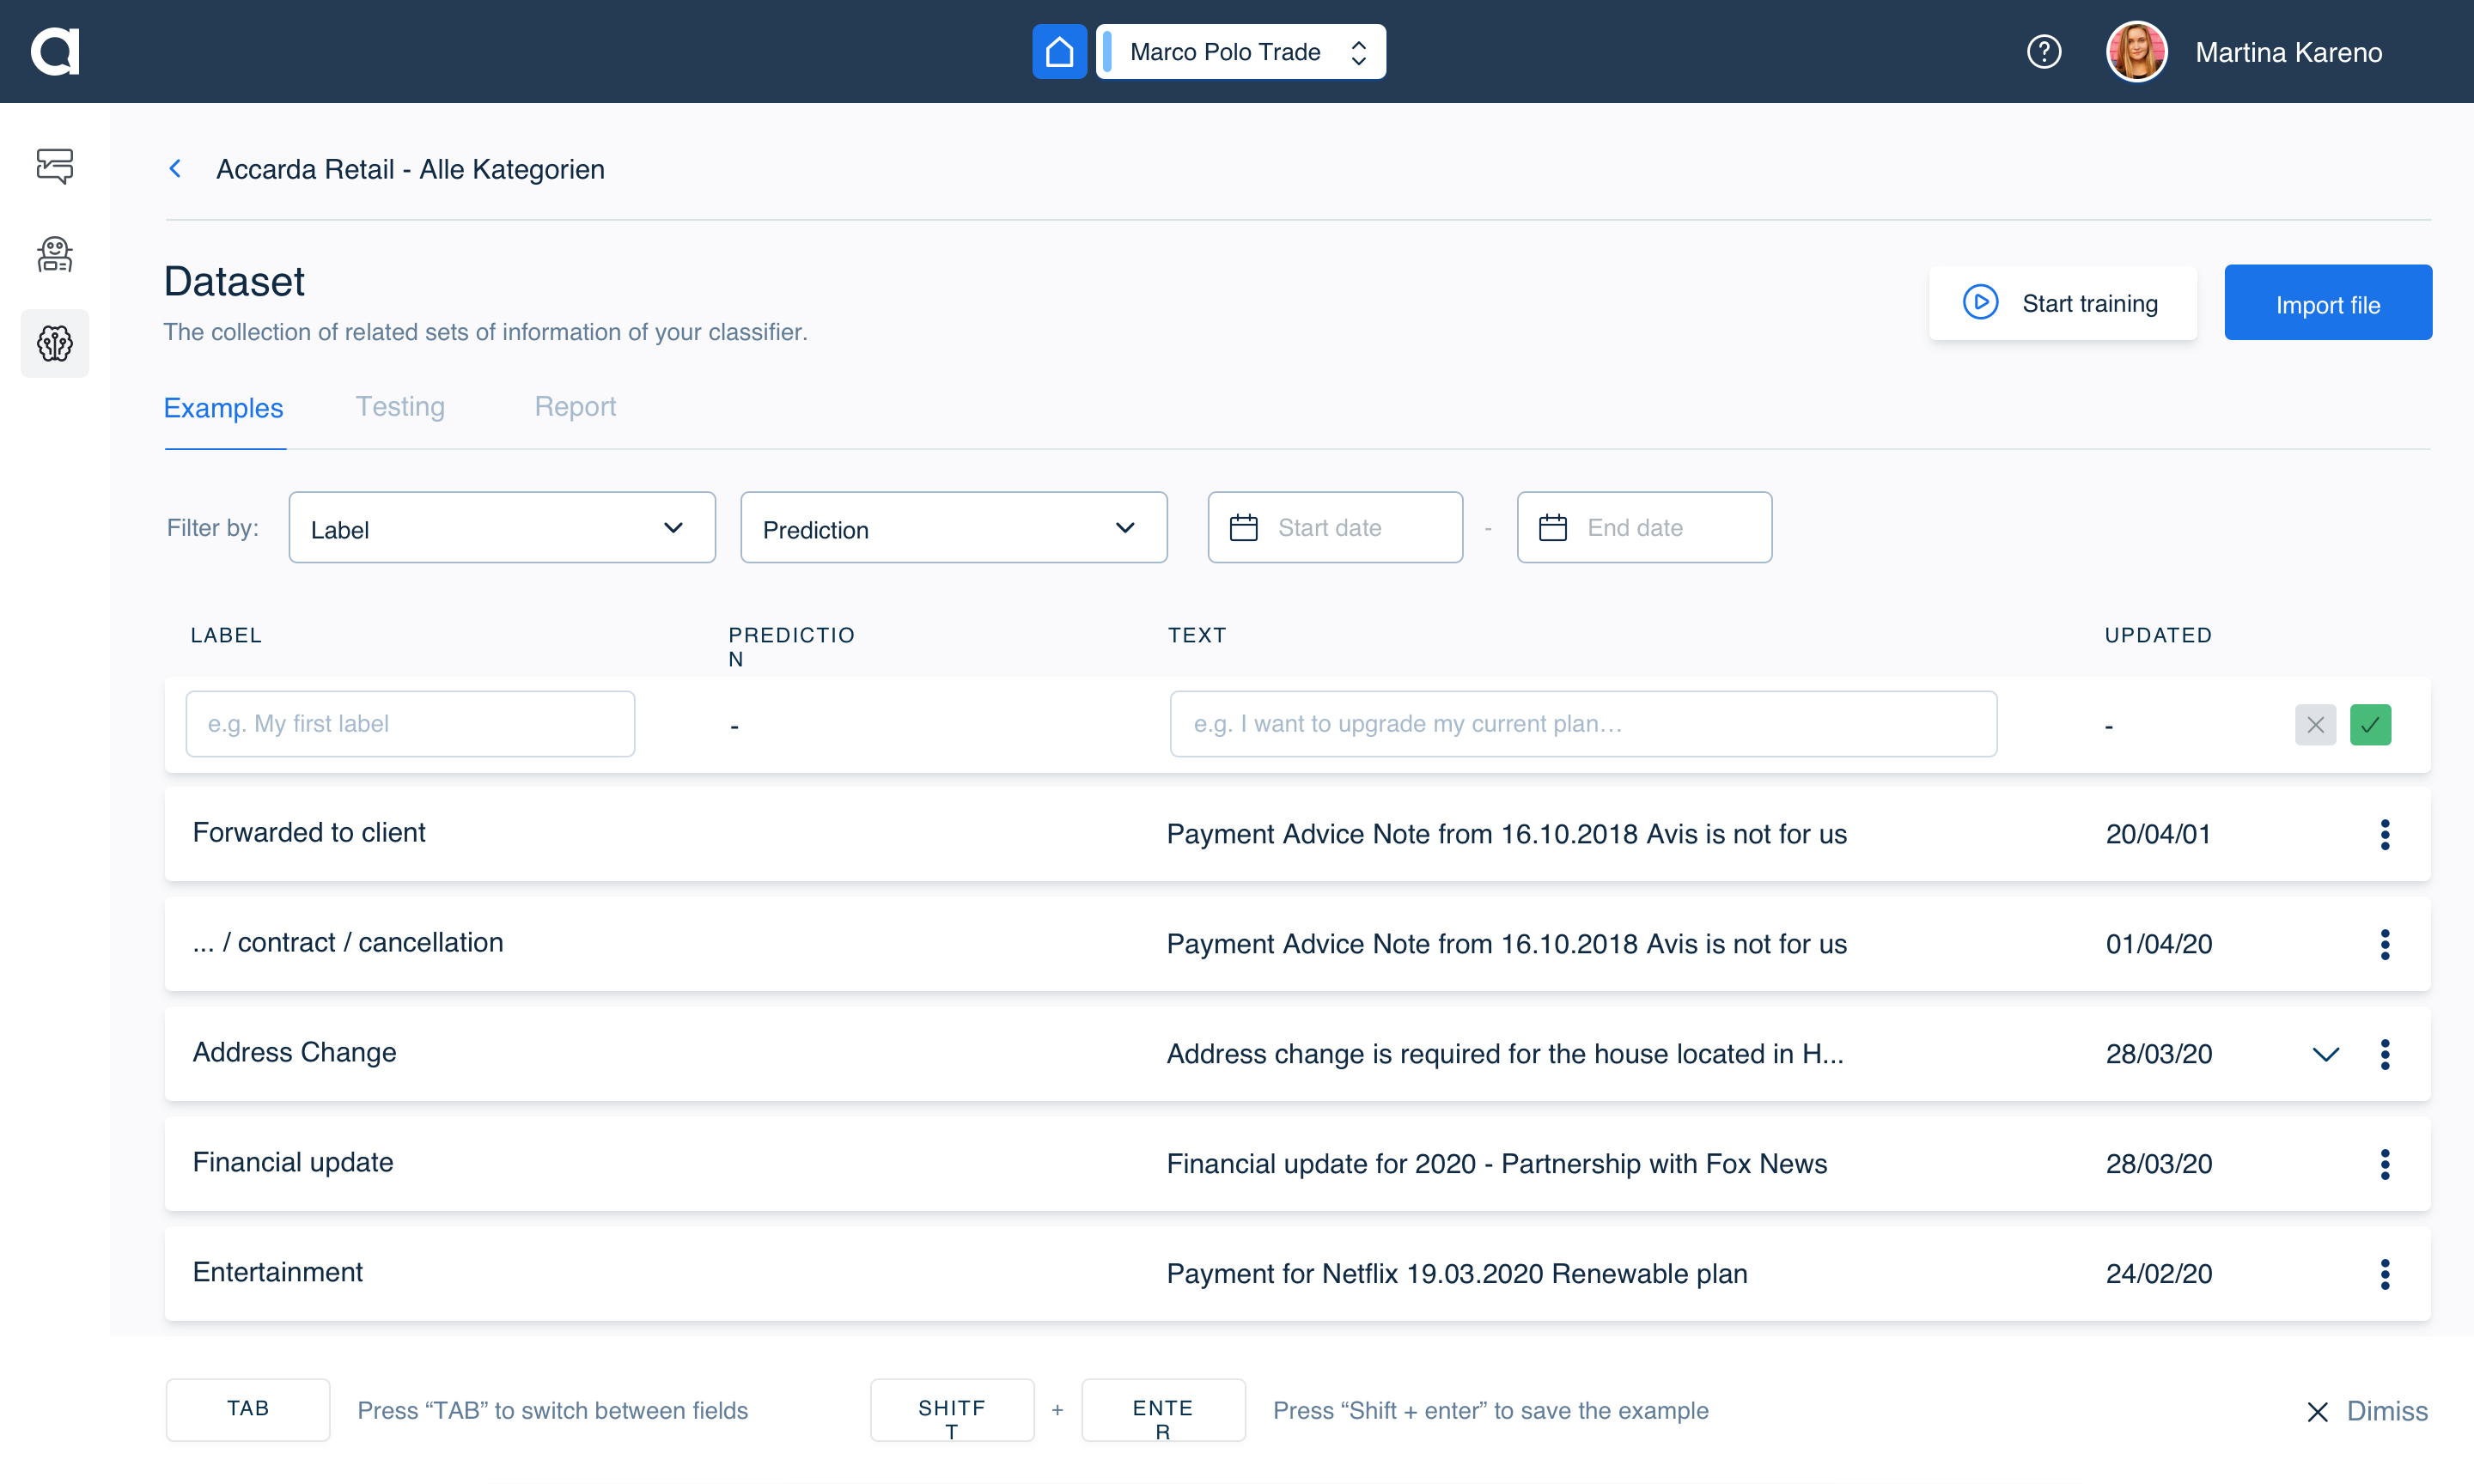 Marco Polo Trade
Martina Kareno
Accarda Retail - Alle Kategorien
Dataset
The collection of related sets of information of your classifier.
Start training
Import file
Examples Testing Report
Filter by: Label Prediction Start date - End date
LABEL PREDICTIO TEXT UPDATED
N
e.g. My first label - e.g. I want to upgrade my current plan... -
Forwarded to client Payment Advice Note from 16.10.2018 Avis is not for us 20/04/01
... / contract / cancellation Payment Advice Note from 16.10.2018 Avis is not for us 01/04/20
Address Change Address change is required for the house located in H... 28/03/20
Financial update Financial update for 2020 - Partnership with Fox News 28/03/20
Entertainment Payment for Netflix 19.03.2020 Renewable plan 24/02/20
TAB Press “TAB” to switch between fields SHITF + ENTE Press “Shift + enter” to save the example Dimiss
T R